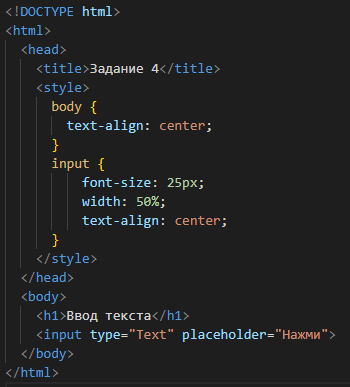 <!DOCTYPE html>
<html>
<head>
<title>Задание 4</title>
<style>
body {
text-align: center;
}
input {
font-size: 25px;
width: 50%;
text-align: center;
}
</style>
</head>
<body>
<h1>Ввод текста</h1>
<input type="Text" placeholder="Нажми">
</body>
</html>